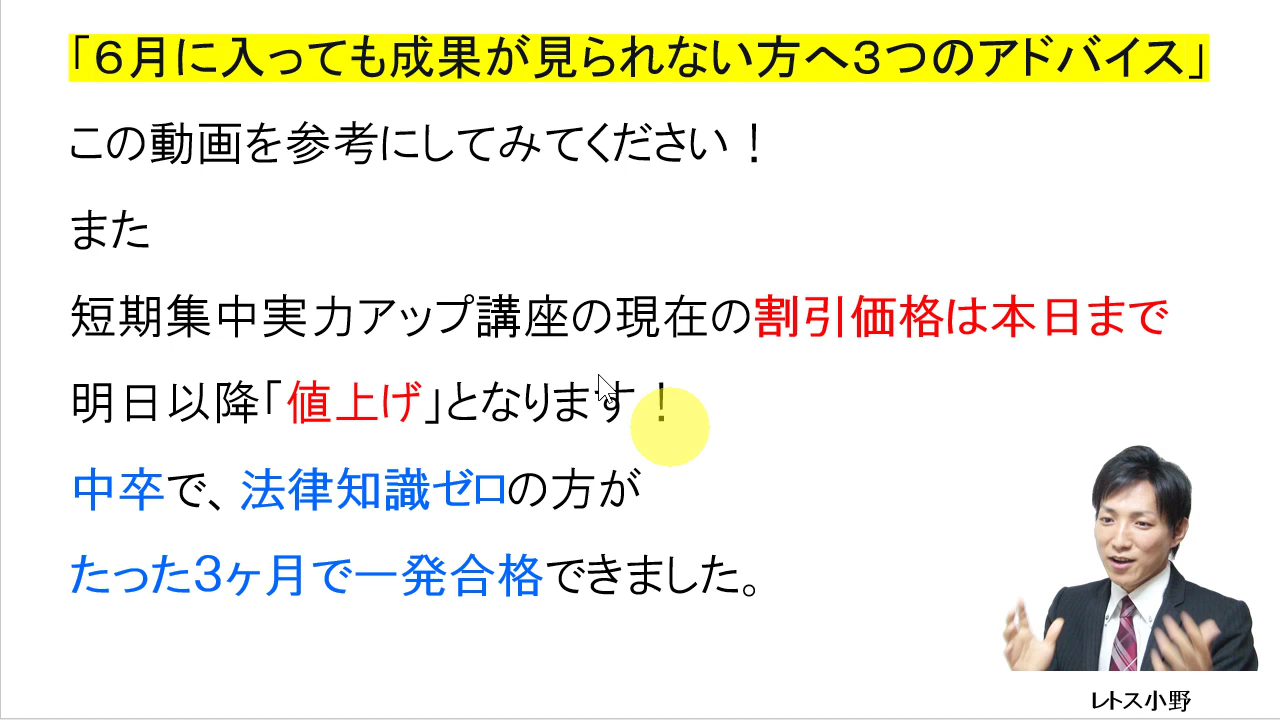 「６月に入っても成果が見られない方へ３つのアドバイス」
この動画を参考にしてみてください！
また
短期集中実力アップ講座の現在の割引価格は本日まで
明日以降「値上げ」となります！
中卒で、法律知識ゼロの方が
たった３ヶ月で一発合格できました。
レトス小野